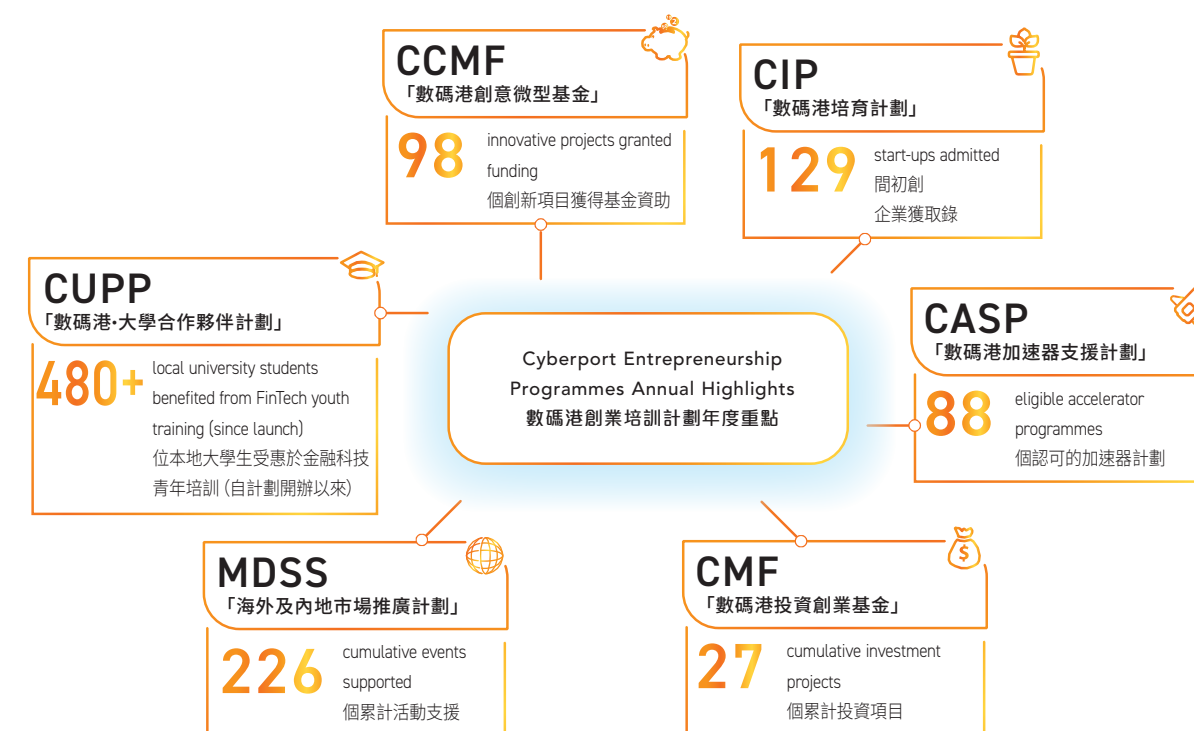 CCMF
「數碼港創意微型基金」
98
innovative projects granted
funding
個創新項目獲得基金資助
CIP
「數碼港培育計劃」
129
start-ups admitted
間初創
企業獲取錄
CUPP
「數碼港•大學合作夥伴計劃」
480+
local university students
benefited from FinTech youth
training (since launch)
位本地大學生受惠於金融科技
青年培訓 (自計劃開辦以來)
Cyberport Entrepreneurship
Programmes Annual Highlights
數碼港創業培訓計劃年度重點
CASP
「數碼港加速器支援計劃」
88
eligible accelerator
programmes
個認可的加速器計劃
MDSS
「海外及內地市場推廣計劃」
226
cumulative events
supported
個累計活動支援
CMF
「數碼港投資創業基金」
$
27
cumulative investment
projects
個累計投資項目